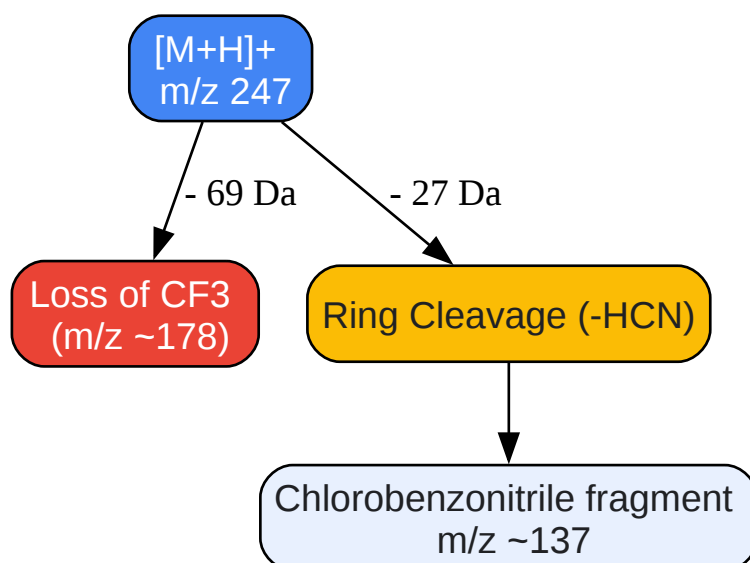 [M+H]+
m/z 247
- 69 Da
- 27 Da
Loss of CF3
(m/z ~178)
Ring Cleavage (-HCN)
Chlorobenzonitrile fragment
m/z ~137